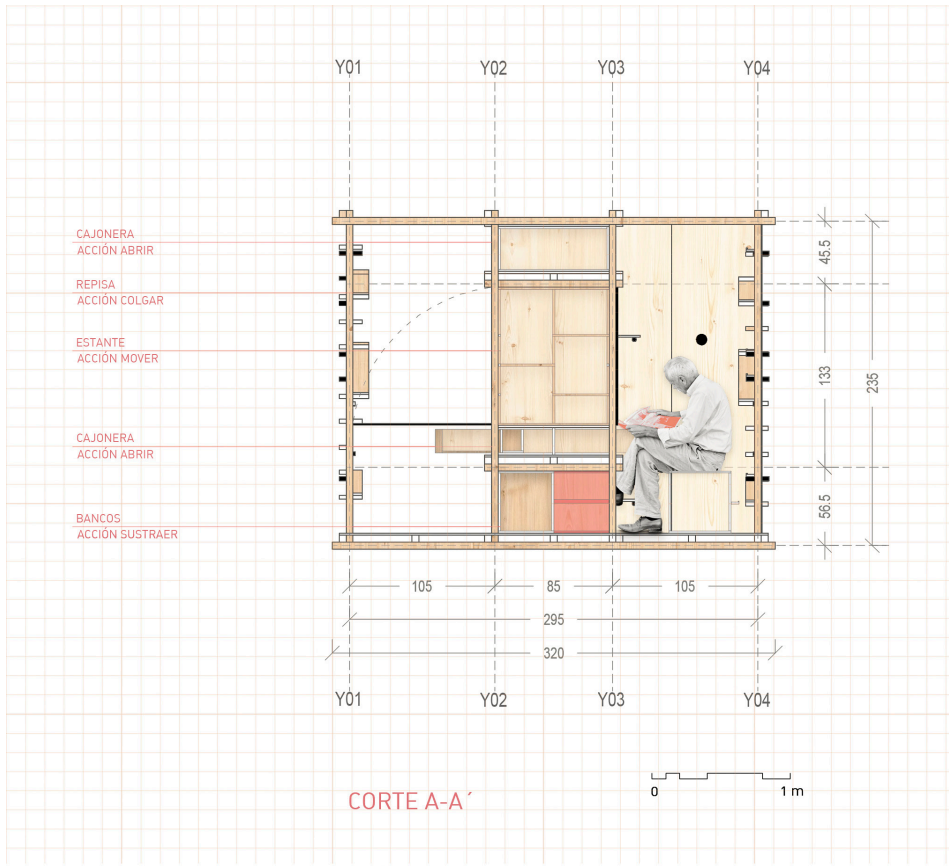 Y01 Y02 Y03 Y04
CAJONERA
ACCIÓN ABRIR
REPISA
ACCIÓN COLGAR
ESTANTE
ACCIÓN MOVER
CAJONERA
ACCIÓN ABRIR
BANCOS
ACCIÓN SUSTRAER
45.5
133
235
56.5
105 85 105
295
320
Y01 Y02 Y03 Y04
CORTE A-A´
0 1 m